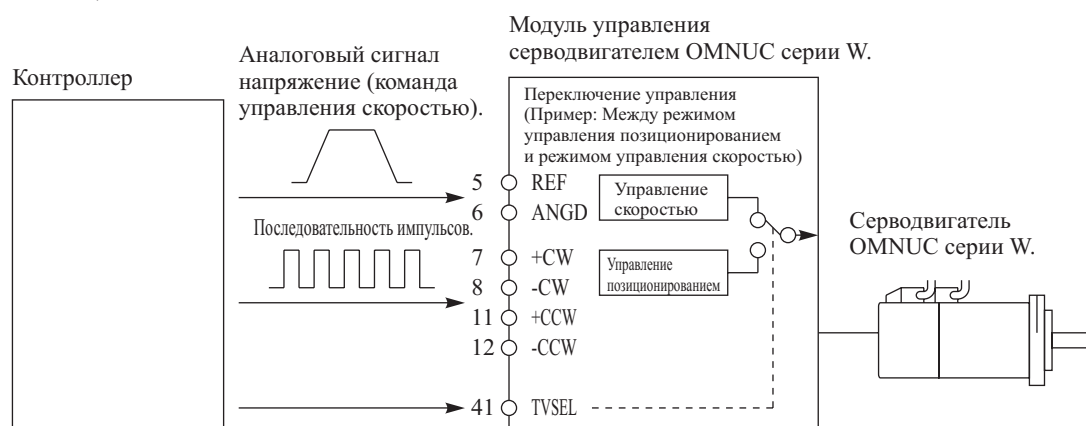 Модуль управления
серводвигателем OMNUC серии W.
Аналоговый сигнал
напряжение (команда
управления скоростью).
Контроллер
Переключение управления
(Пример: Между режимом
управления позиционированием
и режимом управления скоростью)
5 REF
6 ANGD
Управление
скоростью
Последовательность импульсов.
7 +CW
8 -CW
11 +CCW
12 -CCW
Управление
позиционированием
Серводвигатель
OMNUC серии W.
41 TVSEL